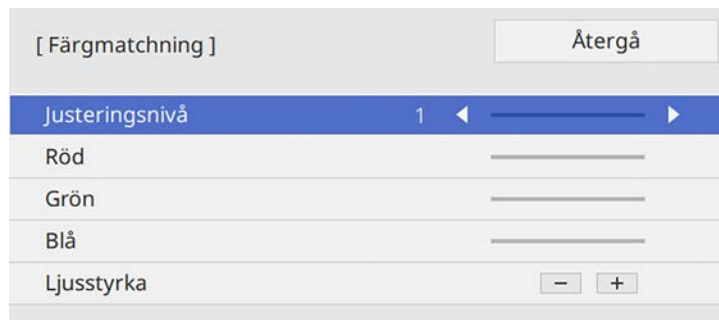 [ Färgmatchning ] Återgå
Justeringsnivå 1
Röd
Grön
Blå
Ljusstyrka − +